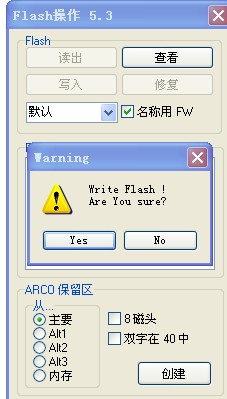 Flash操作 5.3
Flash
读出 查看
写入 修复
默认 名称用 FW
Warning
Write Flash !
Are You sure?
Yes No
ARCO 保留区
从...
主要 8 磁头
Alt1 双字在 40 中
Alt2
Alt3
内存 创建